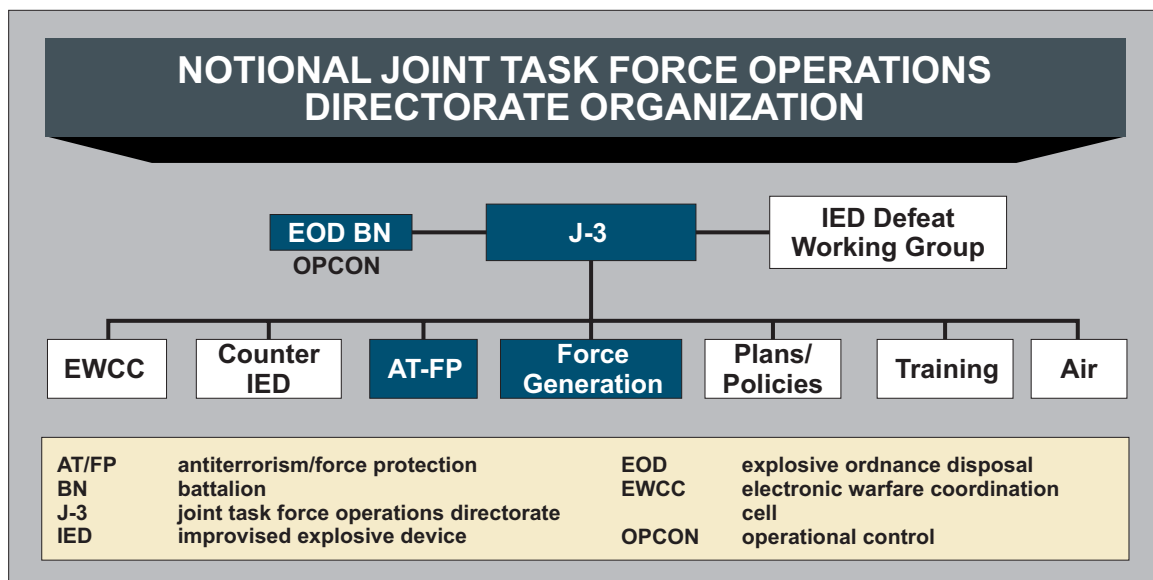 NOTIONAL JOINT TASK FORCE OPERATIONS
DIRECTORATE ORGANIZATION
EOD BN
OPCON
J-3
IED Defeat
Working Group
EWCC
Counter
IED
AT-FP
Force
Generation
Plans/
Policies
Training
Air
AT/FP antiterrorism/force protection
BN battalion
J-3 joint task force operations directorate
IED improvised explosive device
EOD explosive ordnance disposal
EWCC electronic warfare coordination
cell
OPCON operational control